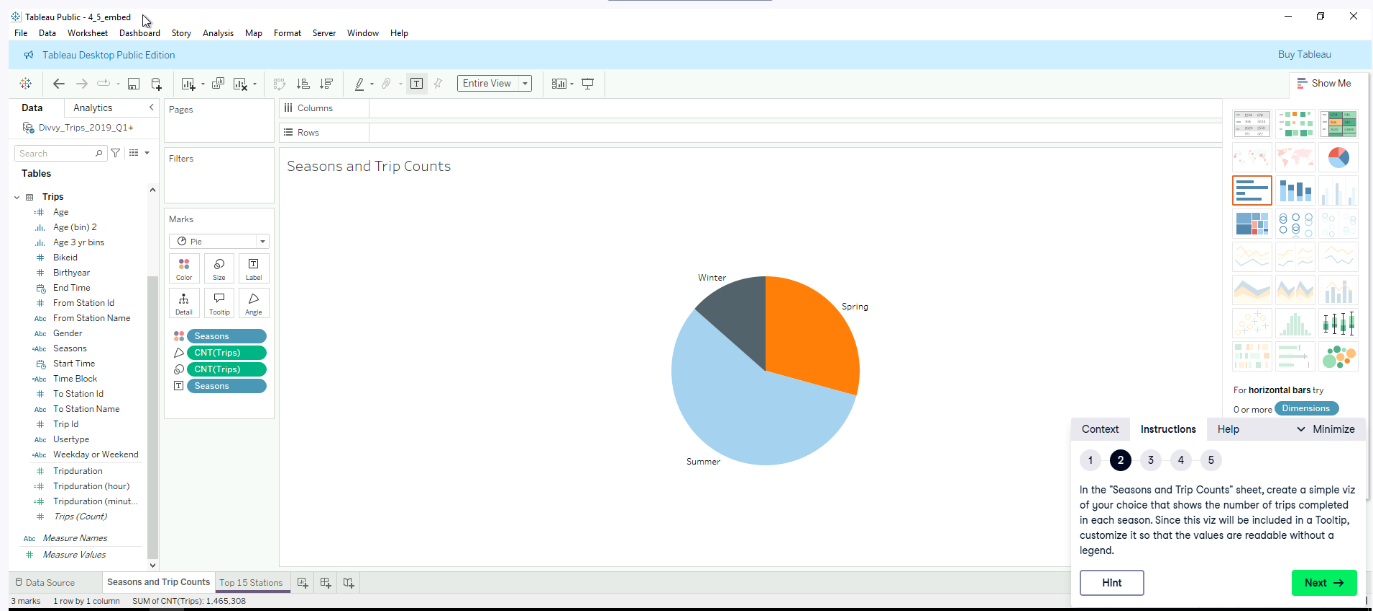 Tableau Public - 4_5_embed
File Data Worksheet Dashboard Story Analysis Map Format Server Window Help
Tableau Desktop Public Edition
Buy Tableau
Entire View
Show Me
Data
Analytics
Divvy_Trips_2019_Q1+
Search
Tables
Trips
Age
Age (bin) 2
Age 3 yr bins
Bikeid
Birthyear
End Time
From Station Id
Abc From Station Name
Abc Gender
Abc Seasons
Start Time
Abc Time Block
To Station Id
Abc To Station Name
Trip Id
Abc Usertype
Abc Weekday or Weekend
Tripduration
Tripduration (hour)
Tripduration (minut...
Trips (Count)
Abc Measure Names
Measure Values
Pages
Filters
Marks
Pie
Color
Size
Label
Detail
Tooltip
Angle
Seasons
CNT(Trips)
CNT(Trips)
Seasons
Columns
Rows
Seasons and Trip Counts
Winter
Spring
Summer
For horizontal bars try
0 or more Dimensions
Context
Instructions
Help
Minimize
1 2 3 4 5
In the "Seasons and Trip Counts" sheet, create a simple viz
of your choice that shows the number of trips completed
in each season. Since this viz will be included in a Tooltip,
customize it so that the values are readable without a
legend.
Hint
Next →
Data Source
Seasons and Trip Counts
Top 15 Stations
3 marks 1 row by 1 column SUM of CNT(Trips): 1,465,308